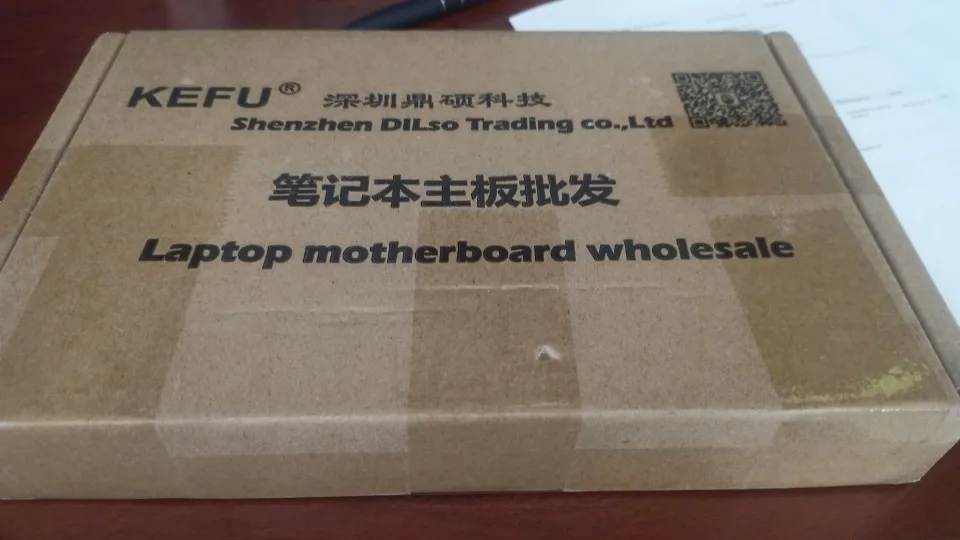 KEFU® 深圳鼎硕科技
Shenzhen DILso Trading co.,Ltd
笔记本主板批发
Laptop motherboard wholesale